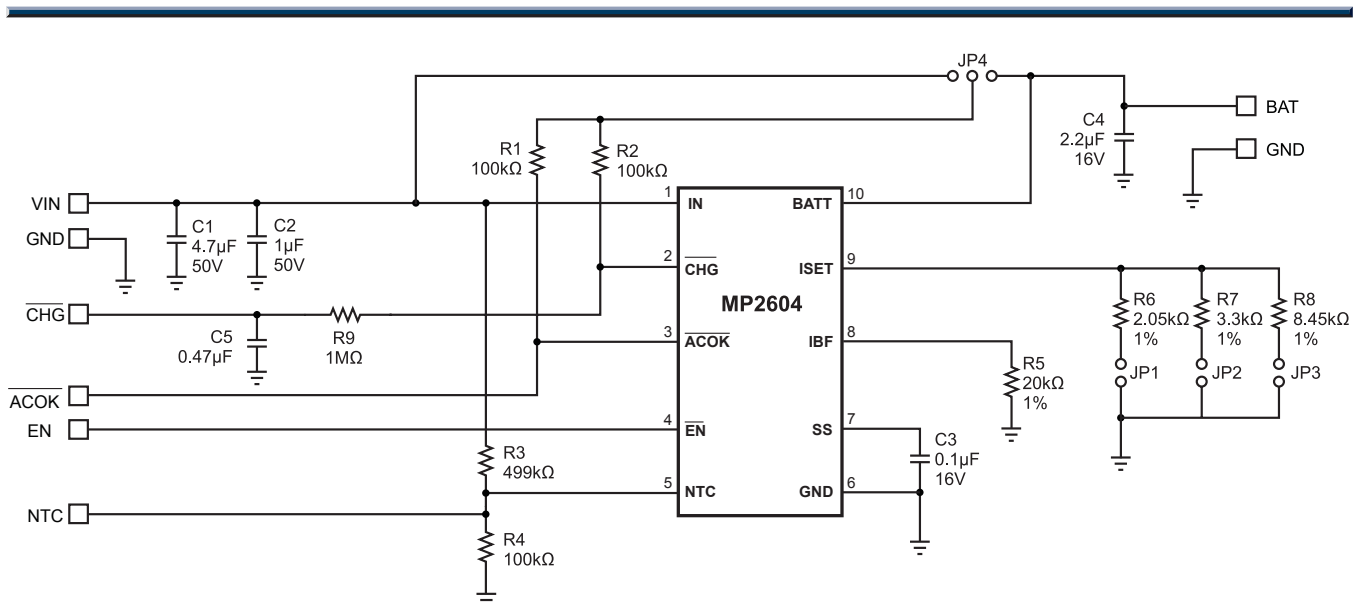 JP4
R1
100kΩ
R2
100kΩ
C4
2.2µF
16V
BAT
GND
VIN
GND
C1
4.7µF
50V
C2
1µF
50V
1
IN
BATT
10
2
CHG
ISET
9
MP2604
CHG
C5
0.47µF
R9
1MΩ
3
ACOK
IBF
8
R6
2.05kΩ
1%
R7
3.3kΩ
1%
R8
8.45kΩ
1%
JP1
JP2
JP3
R5
20kΩ
1%
ACOK
EN
4
EN
SS
7
R3
499kΩ
C3
0.1µF
16V
5
NTC
GND
6
NTC
R4
100kΩ